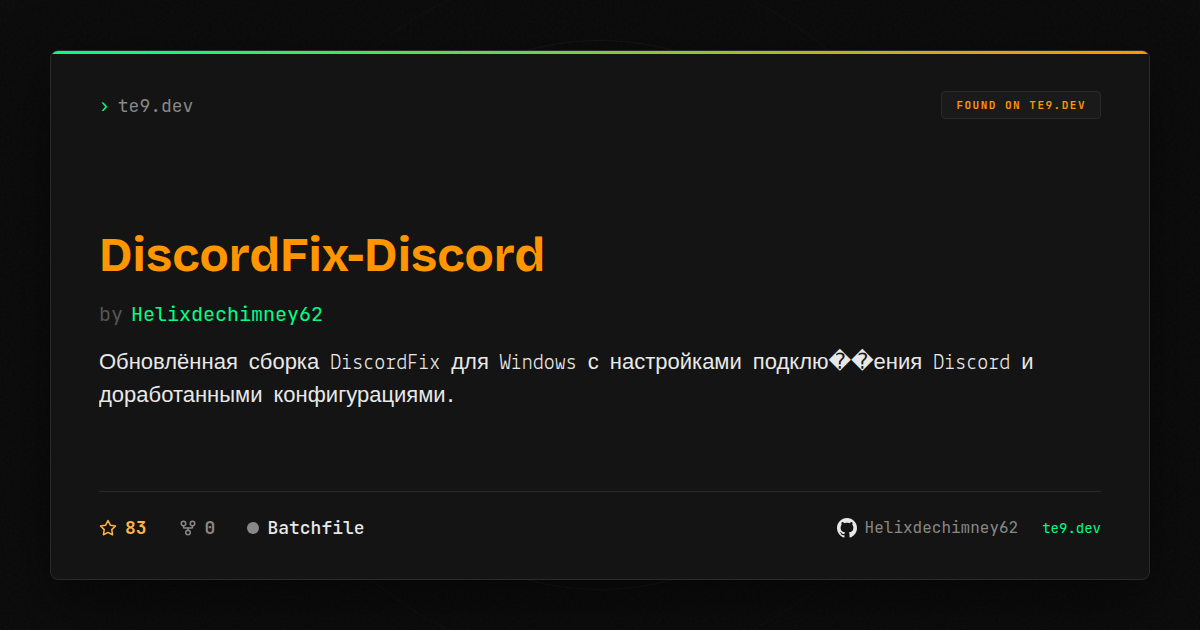 › te9.dev
FOUND ON TE9.DEV
DiscordFix-Discord
by Helixdechimney62
Обновлённая сборка DiscordFix для Windows с настройками подклю��ения Discord и
доработанными конфигурациями.
83 0 Batchfile
Helixdechimney62 te9.dev